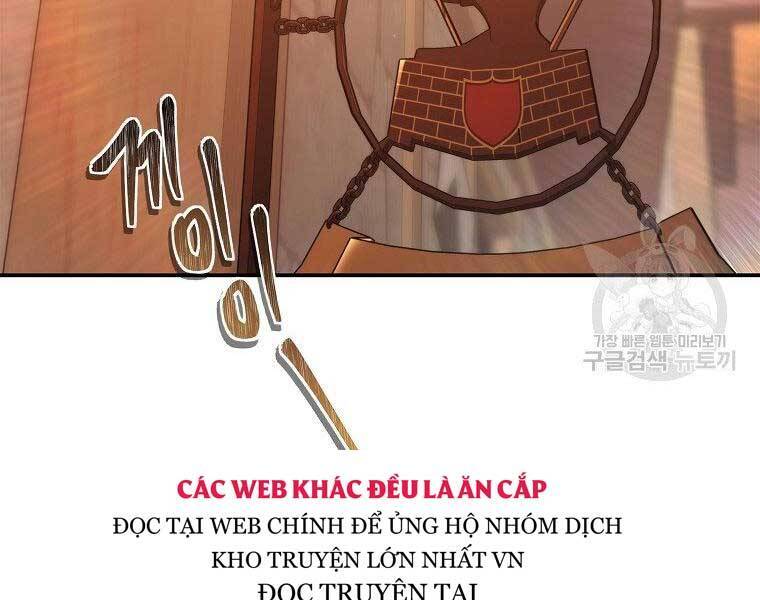 게이이
가장 빠른 웹툰 미리보기
구글검색 뉴토끼
CÁC WEB KHÁC ĐỀU LÀ ĂN CẮP
ĐỌC TẠI WEB CHÍNH ĐỂ ỦNG HỘ NHÓM DỊCH
KHO TRUYỆN LỚN NHẤT VN
ĐỌC TRUYỆN TẠI